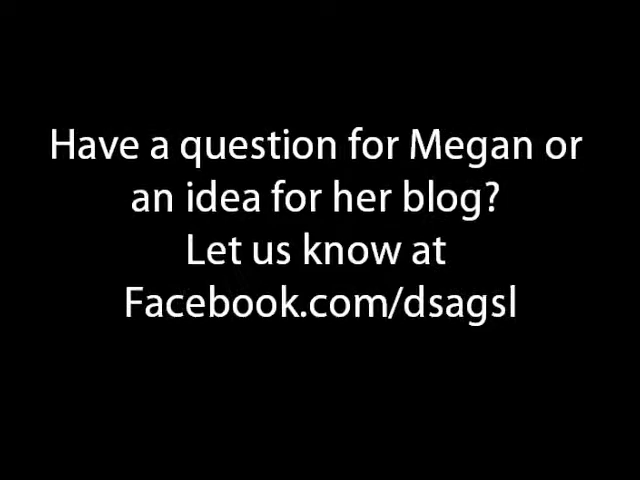 Have a question for Megan or
an idea for her blog?
Let us know at
Facebook.com/dsagsl